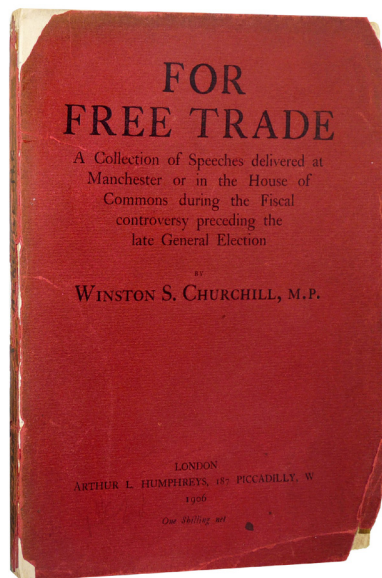 FOR
FREE TRADE
A Collection of Speeches delivered at
Manchester or in the House of
Commons during the Fiscal
controversy preceding the
late General Election
BY
WINSTON S. CHURCHILL, M.P.
LONDON
ARTHUR L. HUMPHREYS, 187 PICCADILLY, W
1906
One Shilling net